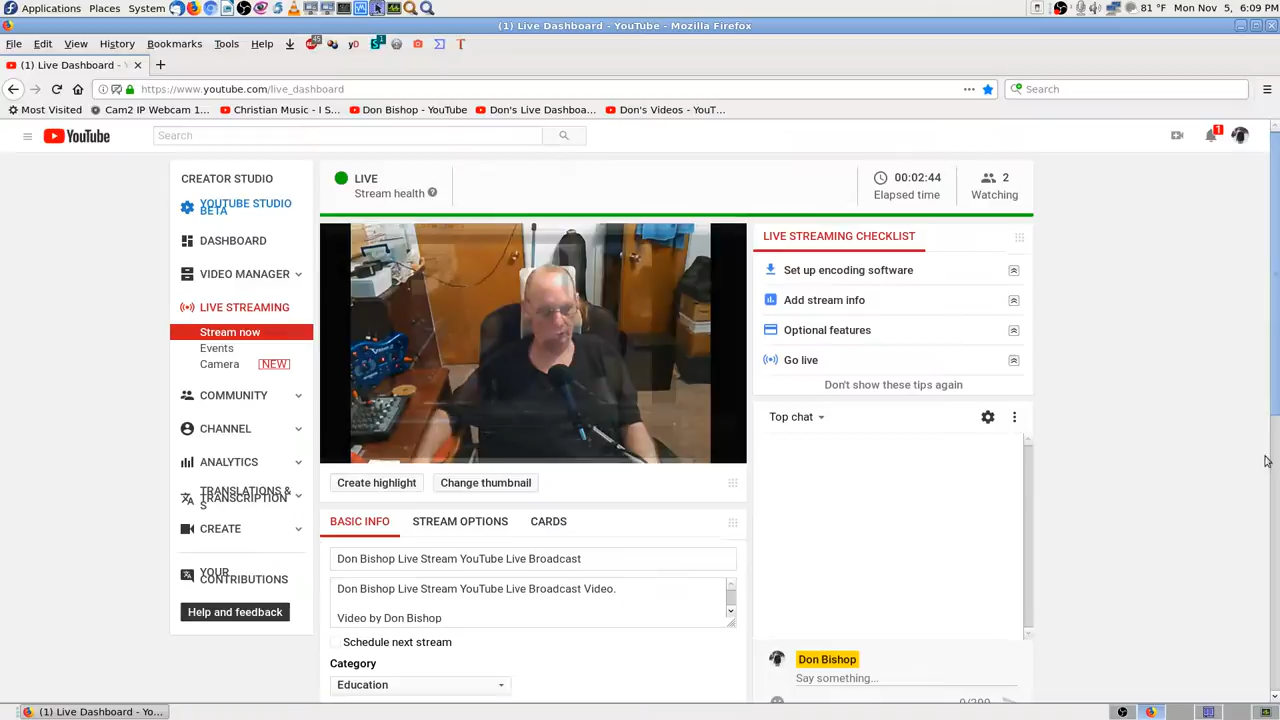 Applications Places System 81 °F Mon Nov 5, 6:09 PM
(1) Live Dashboard - YouTube - Mozilla Firefox
File Edit View History Bookmarks Tools Help
(1) Live Dashboard -
https://www.youtube.com/live_dashboard Search
Most Visited Cam2 IP Webcam 1... Christian Music - I S... Don Bishop - YouTube Don's Live Dashboa... Don's Videos - YouT...
YouTube Search 1
CREATOR STUDIO
YOUTUBE STUDIO
BETA
DASHBOARD
VIDEO MANAGER
LIVE STREAMING
Stream now
Events
Camera NEW
COMMUNITY
CHANNEL
ANALYTICS
TRANSLATIONS &
TRANSCRIPTION
S
CREATE
YOUR
CONTRIBUTIONS
Help and feedback
LIVE
Stream health
00:02:44
Elapsed time
2
Watching
Create highlight Change thumbnail
BASIC INFO STREAM OPTIONS CARDS
Don Bishop Live Stream YouTube Live Broadcast
Don Bishop Live Stream YouTube Live Broadcast Video.
Video by Don Bishop
Schedule next stream
Category
Education
LIVE STREAMING CHECKLIST
Set up encoding software
Add stream info
Optional features
Go live
Don't show these tips again
Top chat
Don Bishop
Say something...
0/200
(1) Live Dashboard - Yo...